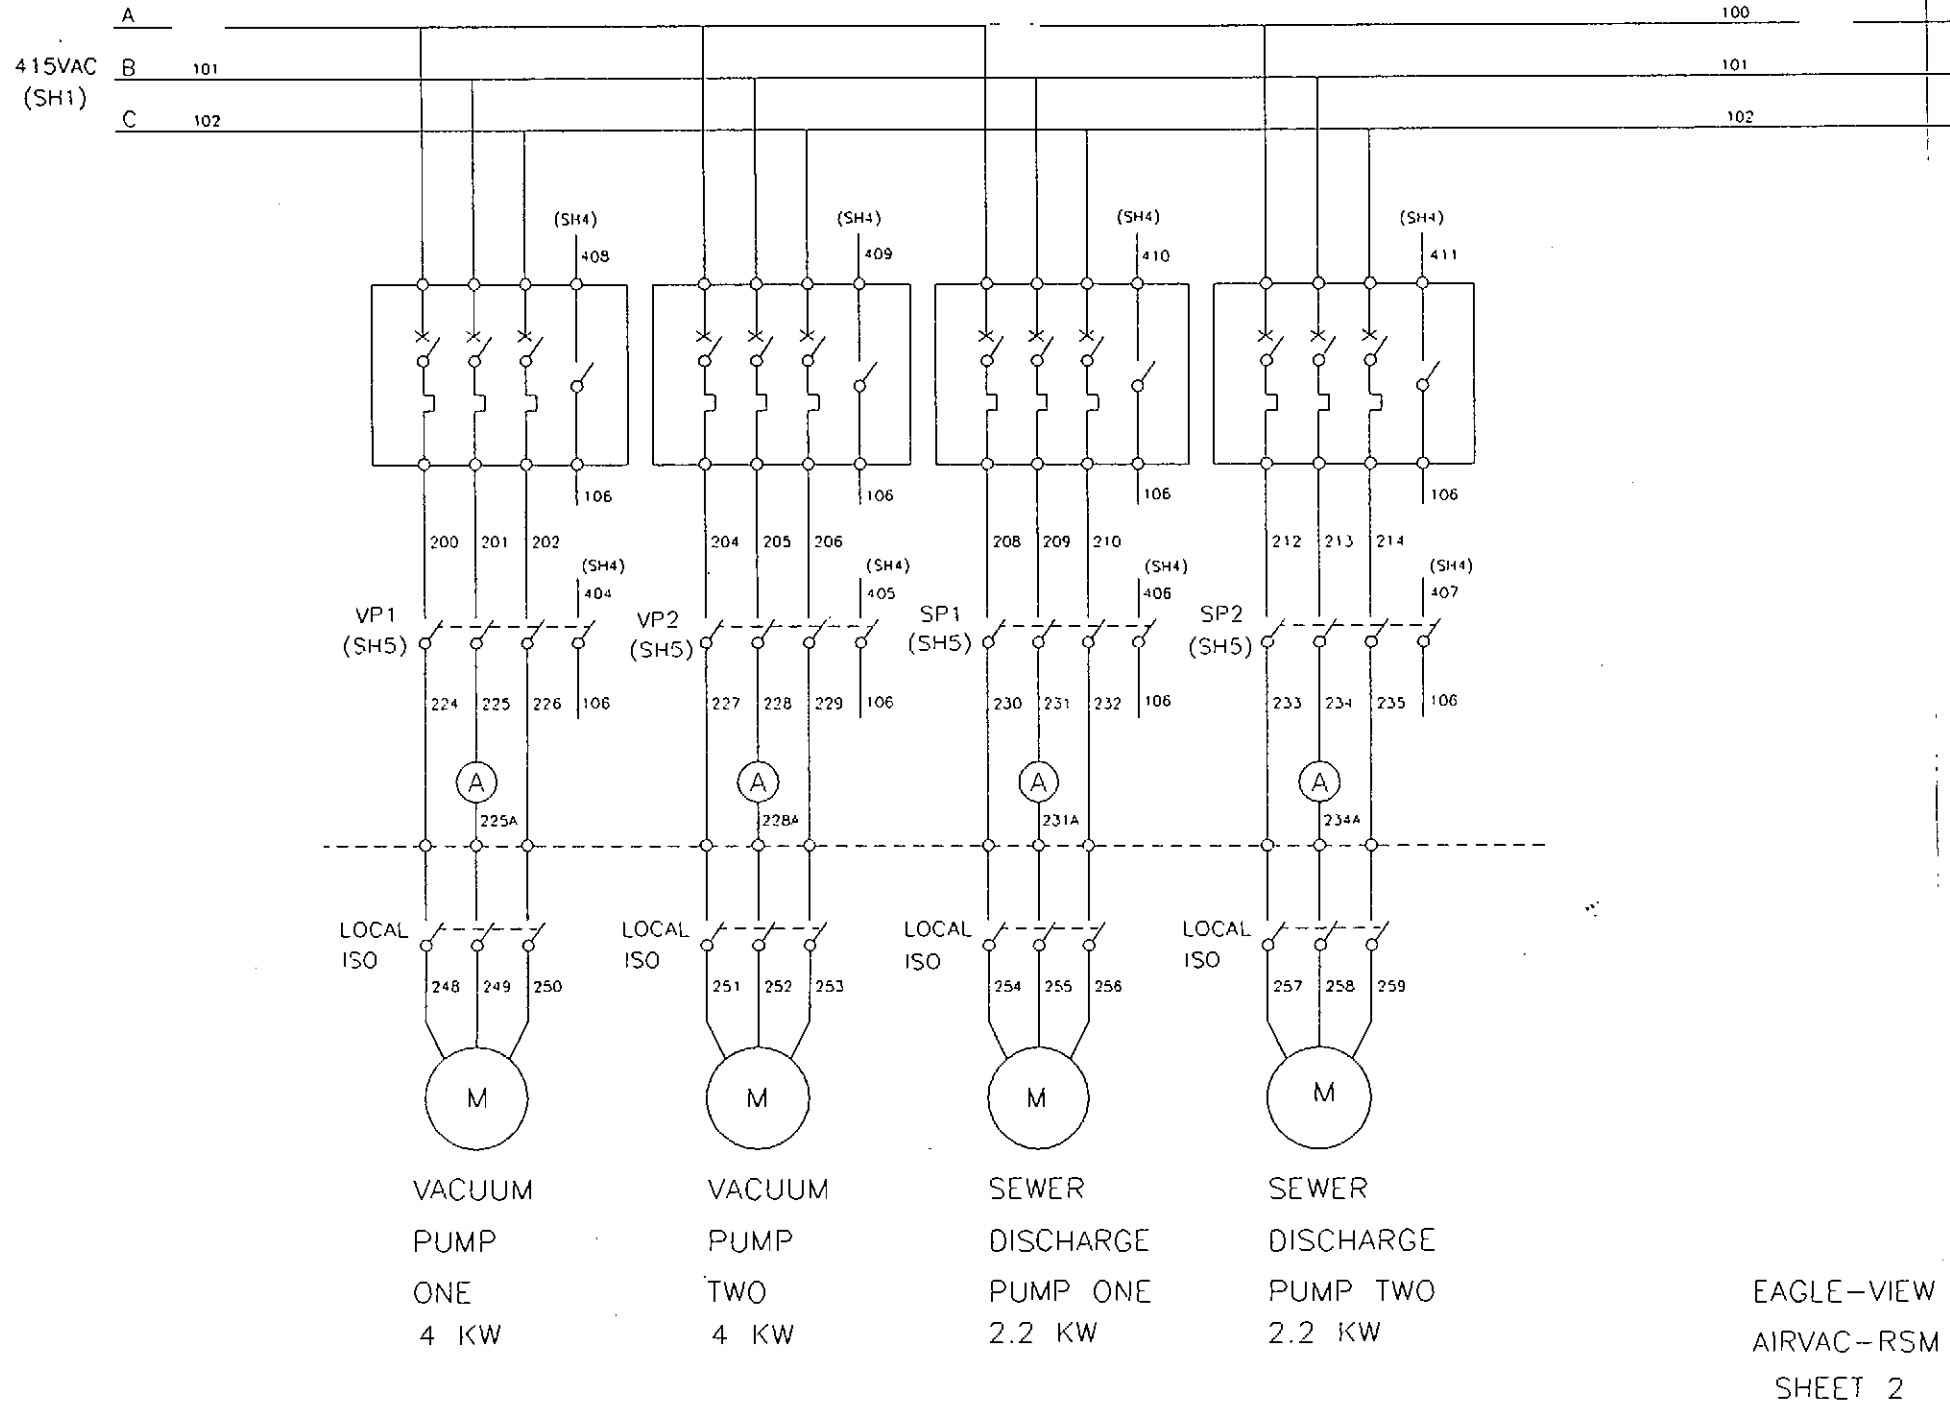 A 100
415VAC B 101 101
(SH1)
C 102 102
(SH4) (SH4) (SH4) (SH4)
408 409 410 411
106 106 106 106
200 201 202 204 205 206 208 209 210 212 213 214
(SH4) (SH4) (SH4) (SH4)
404 405 406 407
VP1 VP2 SP1 SP2
(SH5) (SH5) (SH5) (SH5)
224 225 226 106 227 228 229 106 230 231 232 106 233 234 235 106
A A A A
225A 228A 231A 234A
LOCAL LOCAL LOCAL LOCAL
ISO ISO ISO ISO
248 249 250 251 252 253 254 255 256 257 258 259
M M M M
VACUUM VACUUM SEWER SEWER
PUMP PUMP DISCHARGE DISCHARGE
ONE TWO PUMP ONE PUMP TWO
4 KW 4 KW 2.2 KW 2.2 KW
EAGLE-VIEW
AIRVAC-RSM
SHEET 2